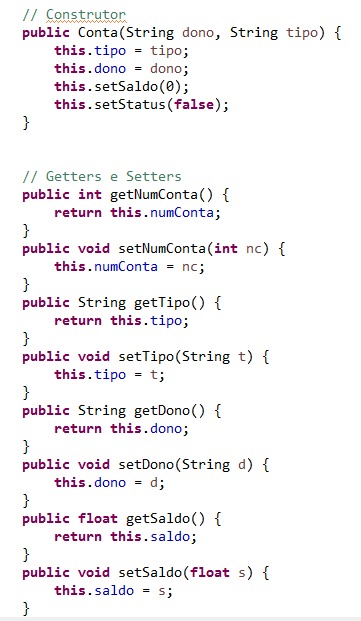 // Construtor
public Conta(String dono, String tipo) {
    this.tipo = tipo;
    this.dono = dono;
    this.setSaldo(0);
    this.setStatus(false);
}
// Getters e Setters
public int getNumConta() {
    return this.numConta;
}
public void setNumConta(int nc) {
    this.numConta = nc;
}
public String getTipo() {
    return this.tipo;
}
public void setTipo(String t) {
    this.tipo = t;
}
public String getDono() {
    return this.dono;
}
public void setDono(String d) {
    this.dono = d;
}
public float getSaldo() {
    return this.saldo;
}
public void setSaldo(float s) {
    this.saldo = s;
}